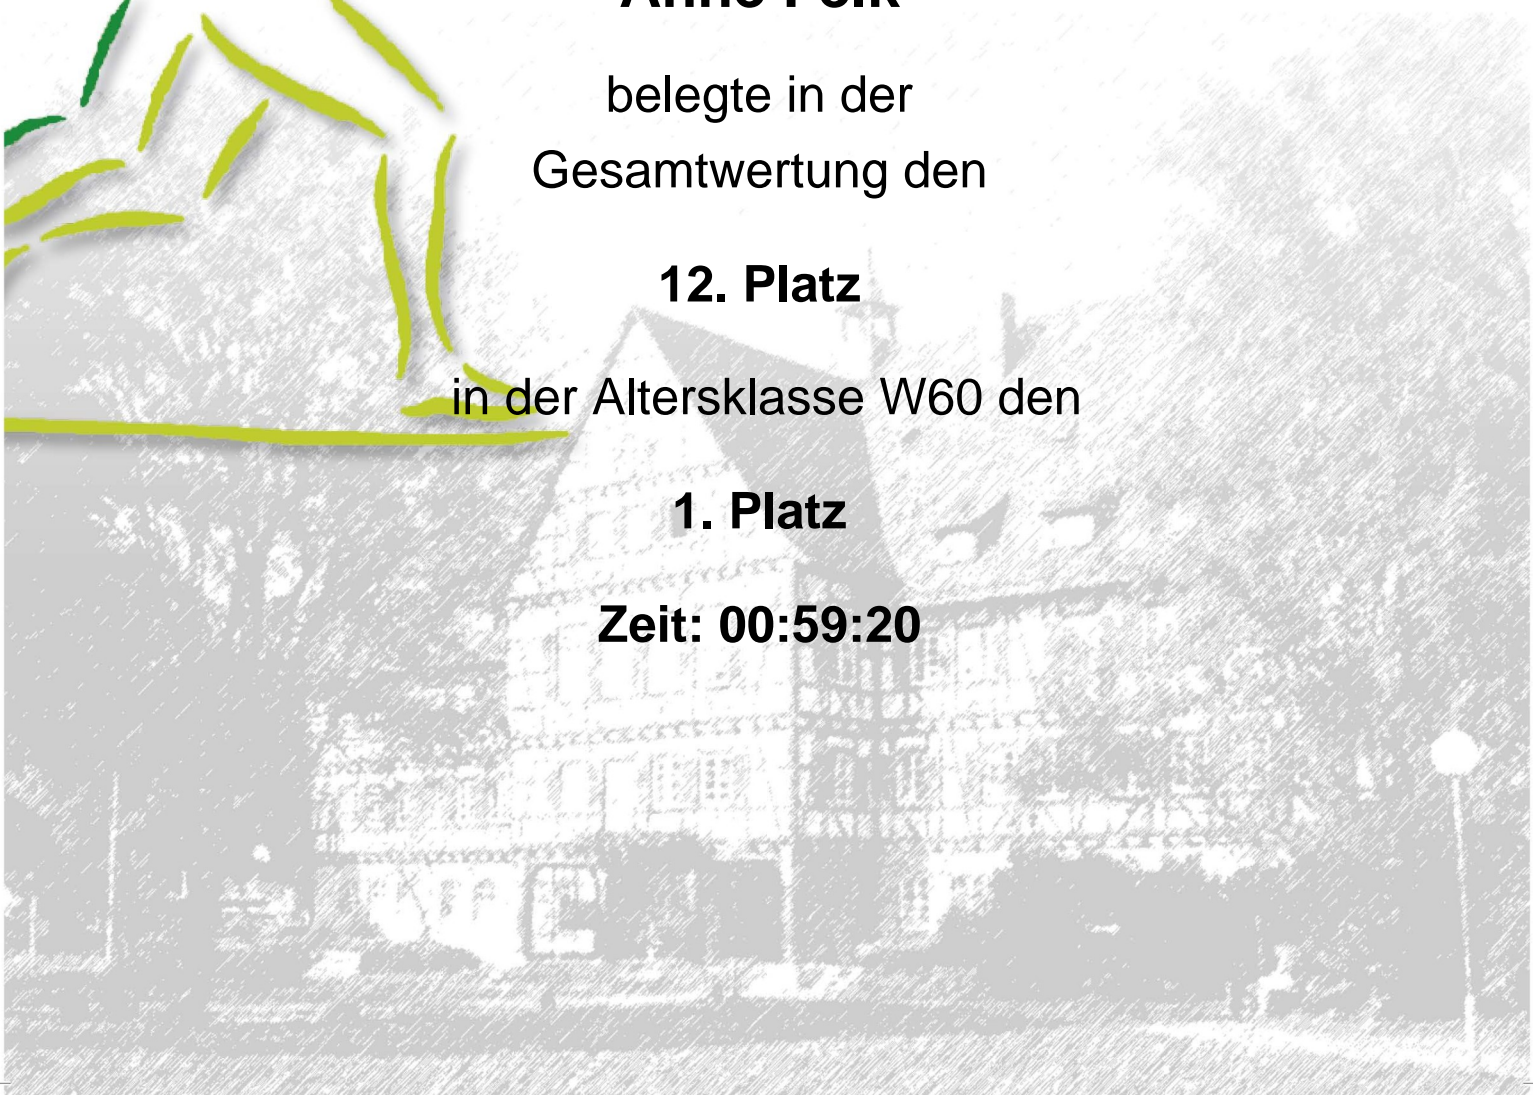 belegte in der
Gesamtwertung den
12. Platz
in der Altersklasse W60 den
1. Platz
Zeit: 00:59:20